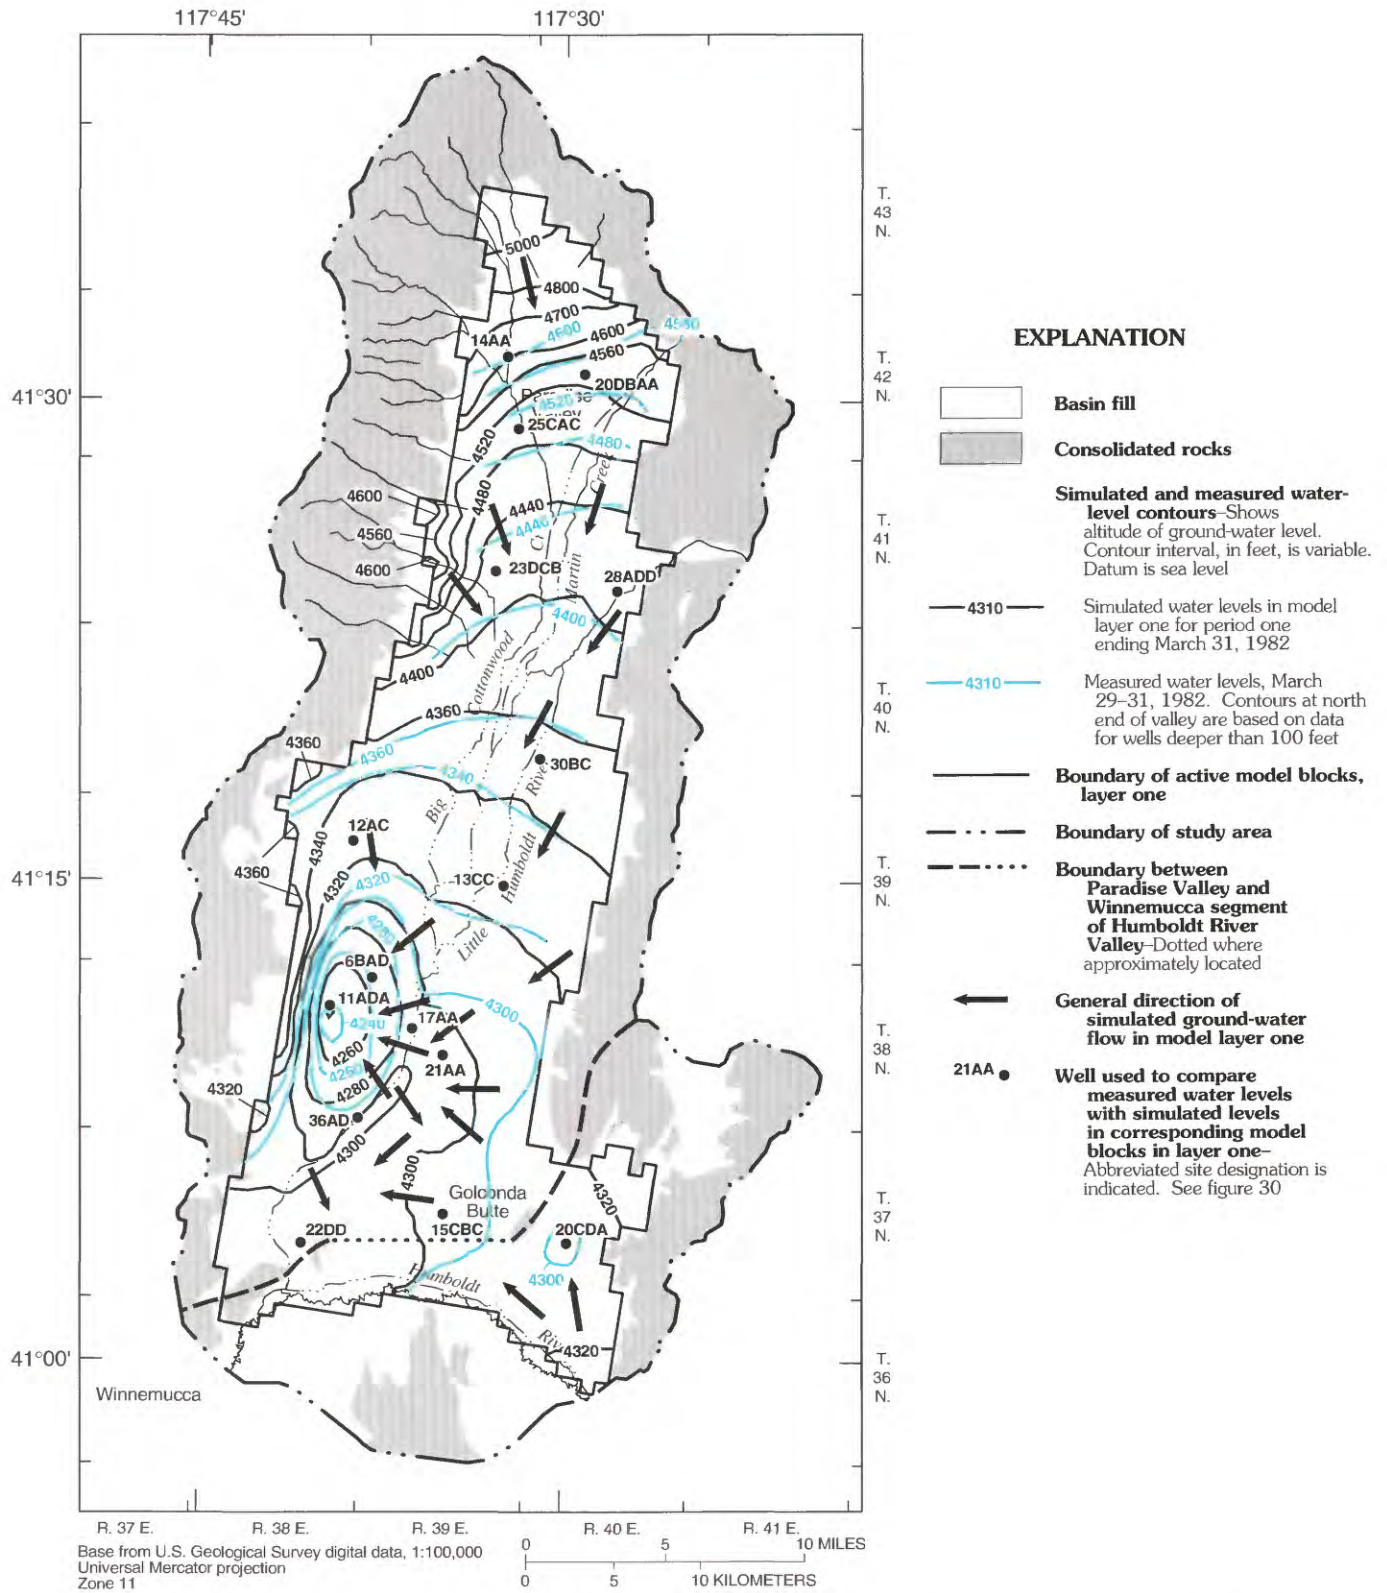 117°45'
117°30'
T.
43
N.
5000
4800
4700
4600
4600
14AA
4560
T.
42
N.
41°30'
20DBAA
4520
25CAC
4520
4480
4480
4600
4440
4440
Creek
T.
41
N.
4560
4600
23DCB
28ADD
Martin
4400
4400
Cottonwood
T.
40
N.
4360
4360
4360
4340
30BC
River
Big
12AC
4340
Humboldt
41°15'
4360
4320
4320
13CC
T.
39
N.
Little
4280
6BAD
11ADA
4300
4240
17AA
T.
38
N.
4260
21AA
4280
4320
36AD
4300
4300
Golconda
Butte
4320
T.
37
N.
22DD
15CBC
20CDA
4300
Humboldt
4320
41°00'
T.
36
N.
Winnemucca
R. 37 E.
R. 38 E.
R. 39 E.
R. 40 E.
R. 41 E.
Base from U.S. Geological Survey digital data, 1:100,000
Universal Mercator projection
Zone 11
0 5 10 MILES
0 5 10 KILOMETERS
EXPLANATION
Basin fill
Consolidated rocks
Simulated and measured water-
level contours–Shows
altitude of ground-water level.
Contour interval, in feet, is variable.
Datum is sea level
4310 Simulated water levels in model
layer one for period one
ending March 31, 1982
4310 Measured water levels, March
29–31, 1982. Contours at north
end of valley are based on data
for wells deeper than 100 feet
Boundary of active model blocks,
layer one
Boundary of study area
Boundary between
Paradise Valley and
Winnemucca segment
of Humboldt River
Valley–Dotted where
approximately located
General direction of
simulated ground-water
flow in model layer one
21AA Well used to compare
measured water levels
with simulated levels
in corresponding model
blocks in layer one–
Abbreviated site designation is
indicated. See figure 30